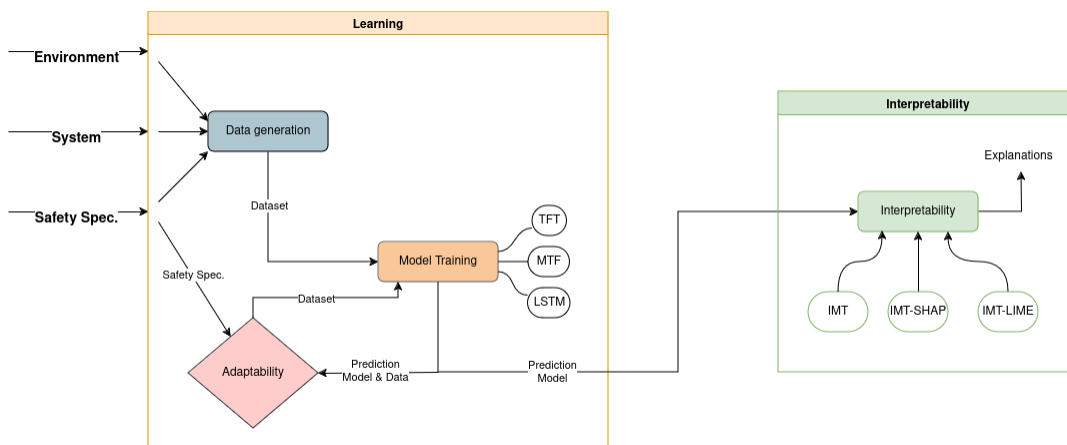 Learning
Environment
System
Safety Spec.
Data generation
Dataset
Safety Spec.
Model Training
TFT
MTF
LSTM
Dataset
Adaptability
Prediction
Model & Data
Prediction
Model
Interpretability
Explanations
Interpretability
IMT
IMT-SHAP
IMT-LIME